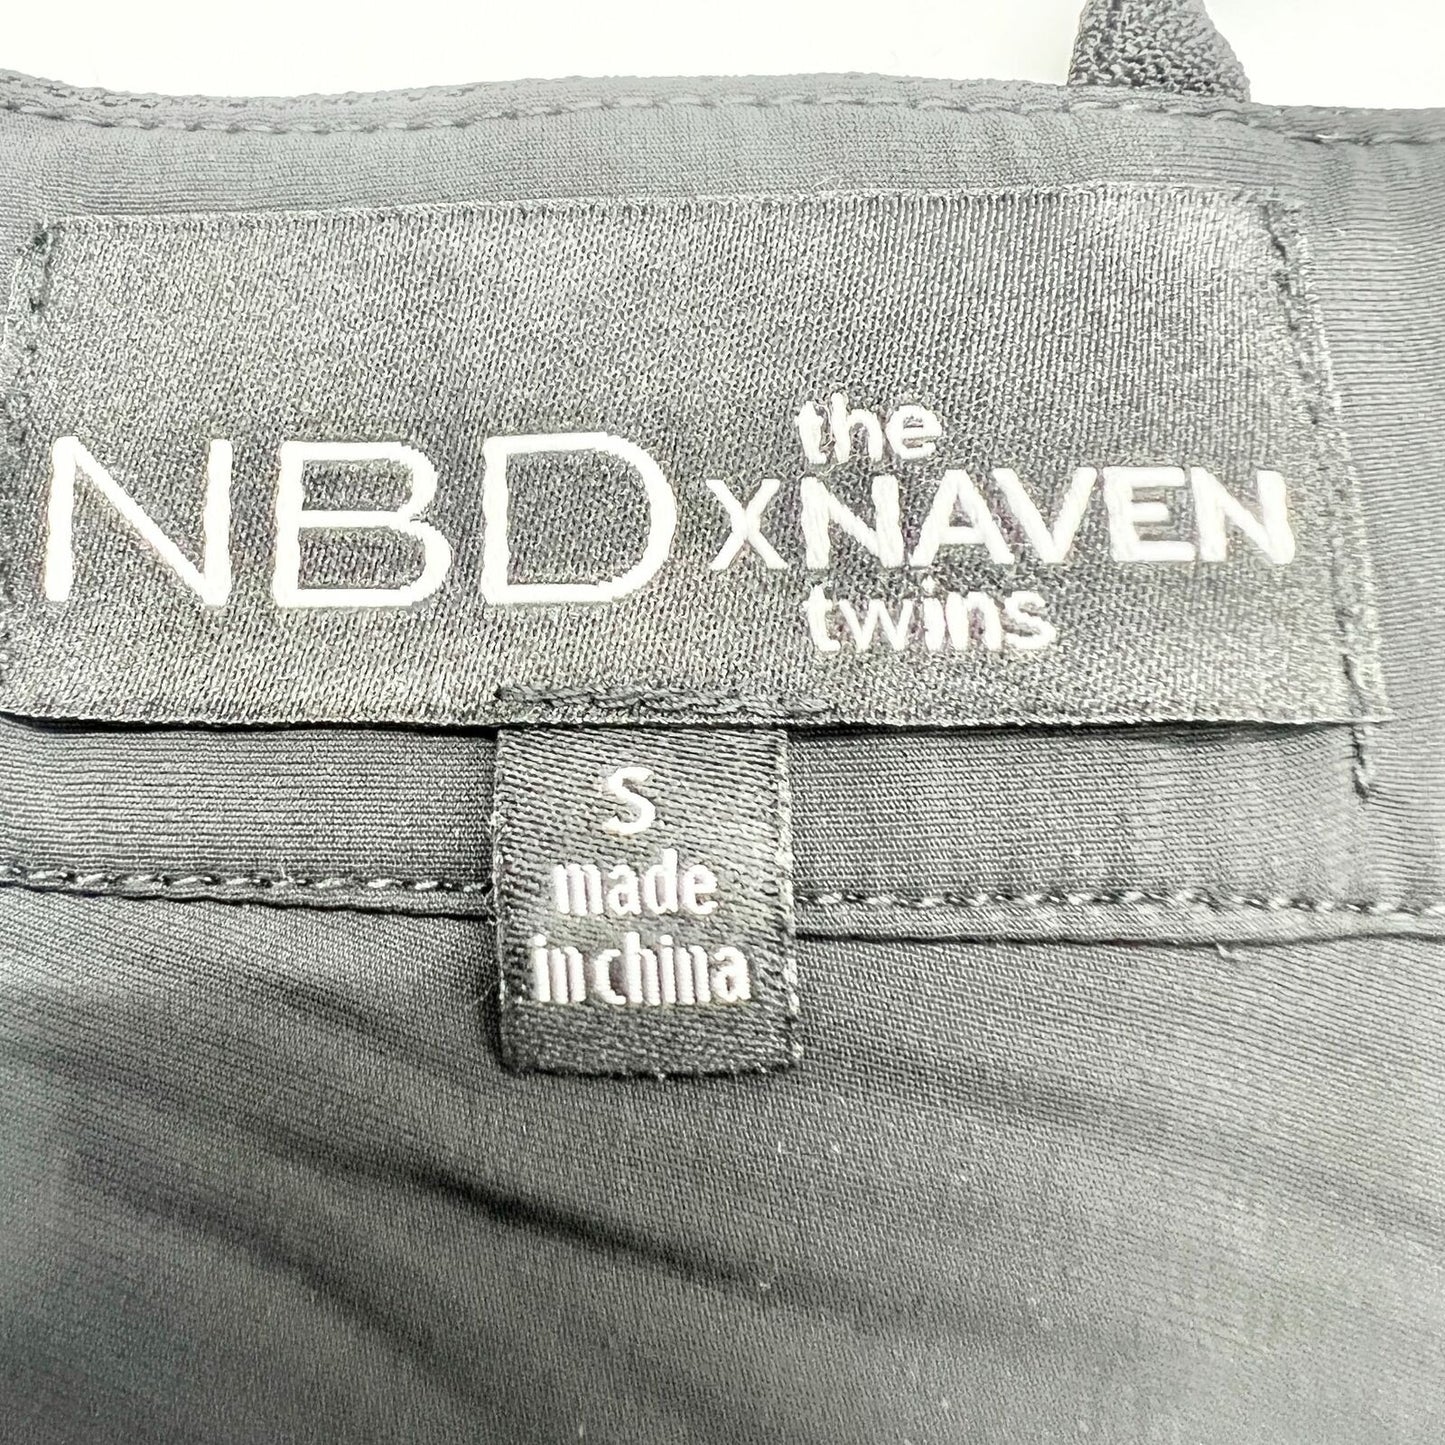 the
NBD x NAVEN
twins
S
made
in china